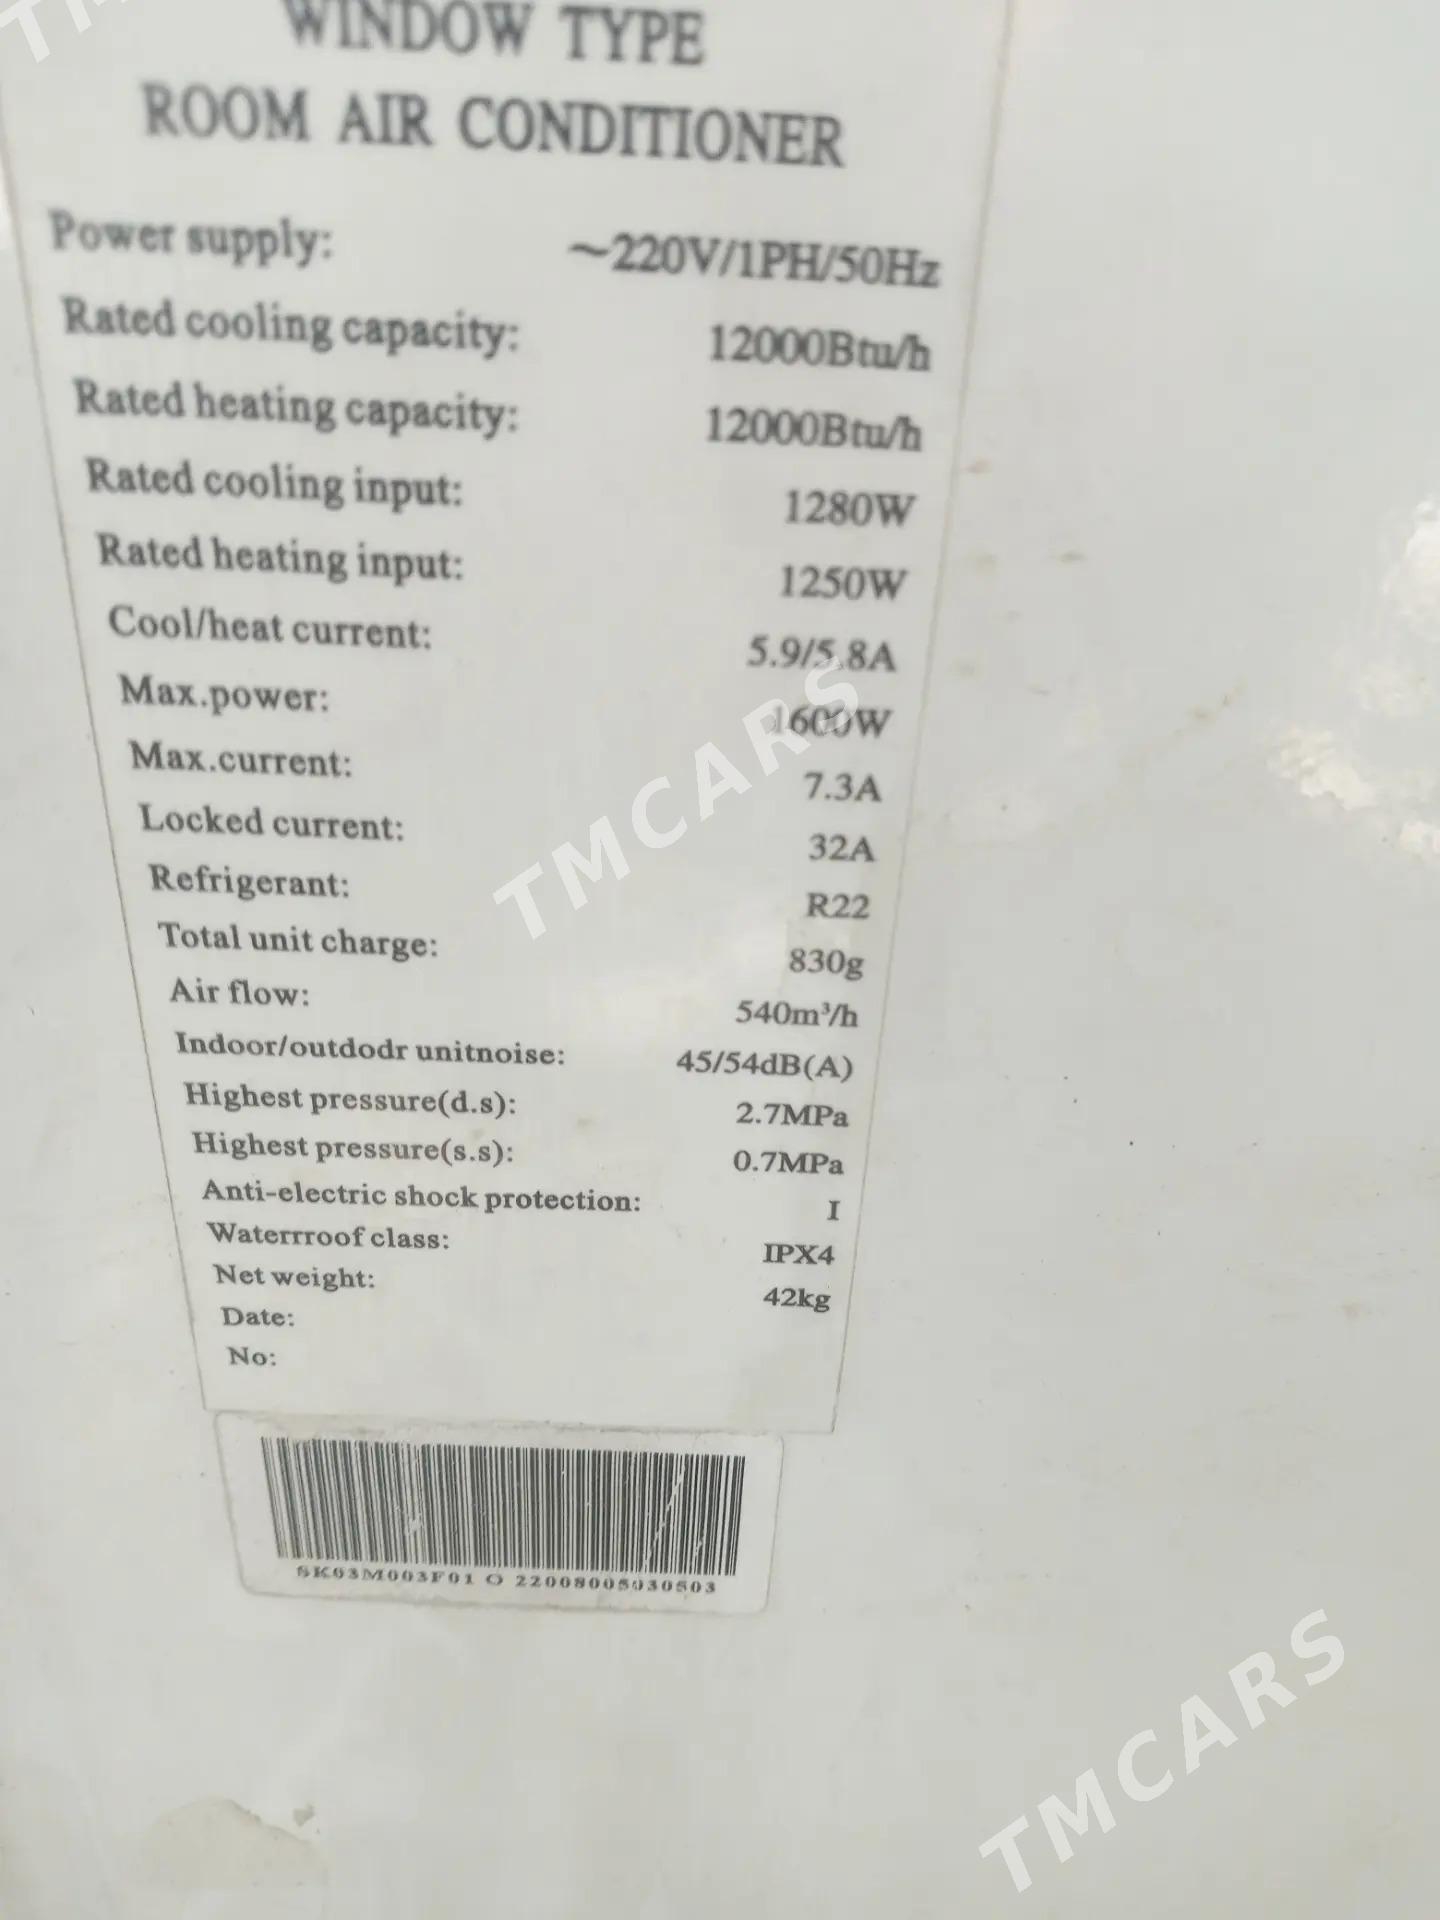 WINDOW TYPE
ROOM AIR CONDITIONER
Power supply: ~220V/1PH/50Hz
Rated cooling capacity: 12000Btu/h
Rated heating capacity: 12000Btu/h
Rated cooling input: 1280W
Rated heating input: 1250W
Cool/heat current: 5.9/5.8A
Max.power: 1600W
Max.current: 7.3A
Locked current: 32A
Refrigerant: R22
Total unit charge: 830g
Air flow: 540m³/h
Indoor/outdodr unitnoise: 45/54dB(A)
Highest pressure(d.s): 2.7MPa
Highest pressure(s.s): 0.7MPa
Anti-electric shock protection: I
Waterrroof class: IPX4
Net weight: 42kg
Date:
No:
SK03M003F01 O 22008005030503
TMCARS
TMCARS